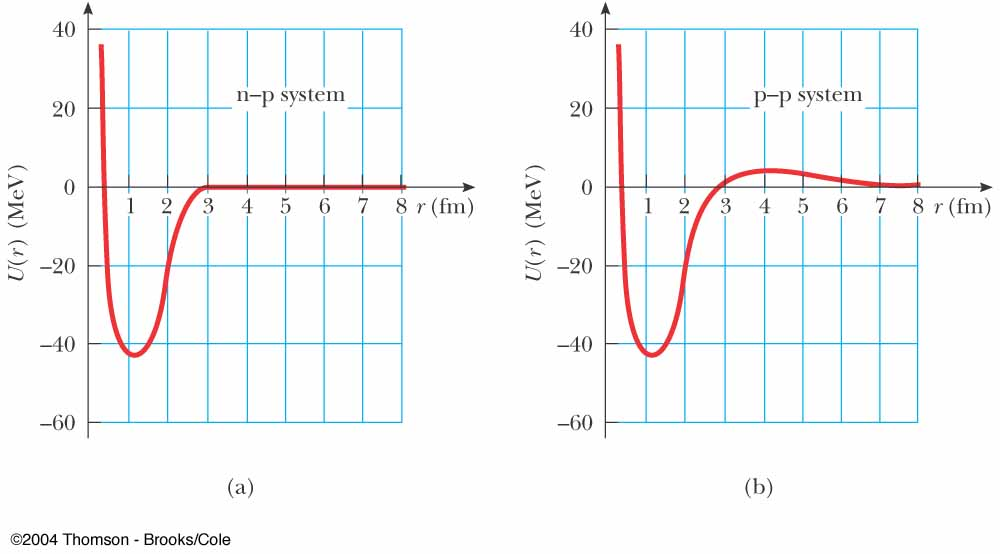 40
20
0
–20
–40
–60
U(r) (MeV)
n–p system
1 2 3 4 5 6 7 8 r (fm)
(a)
40
20
0
–20
–40
–60
U(r) (MeV)
p–p system
1 2 3 4 5 6 7 8 r (fm)
(b)
©2004 Thomson - Brooks/Cole